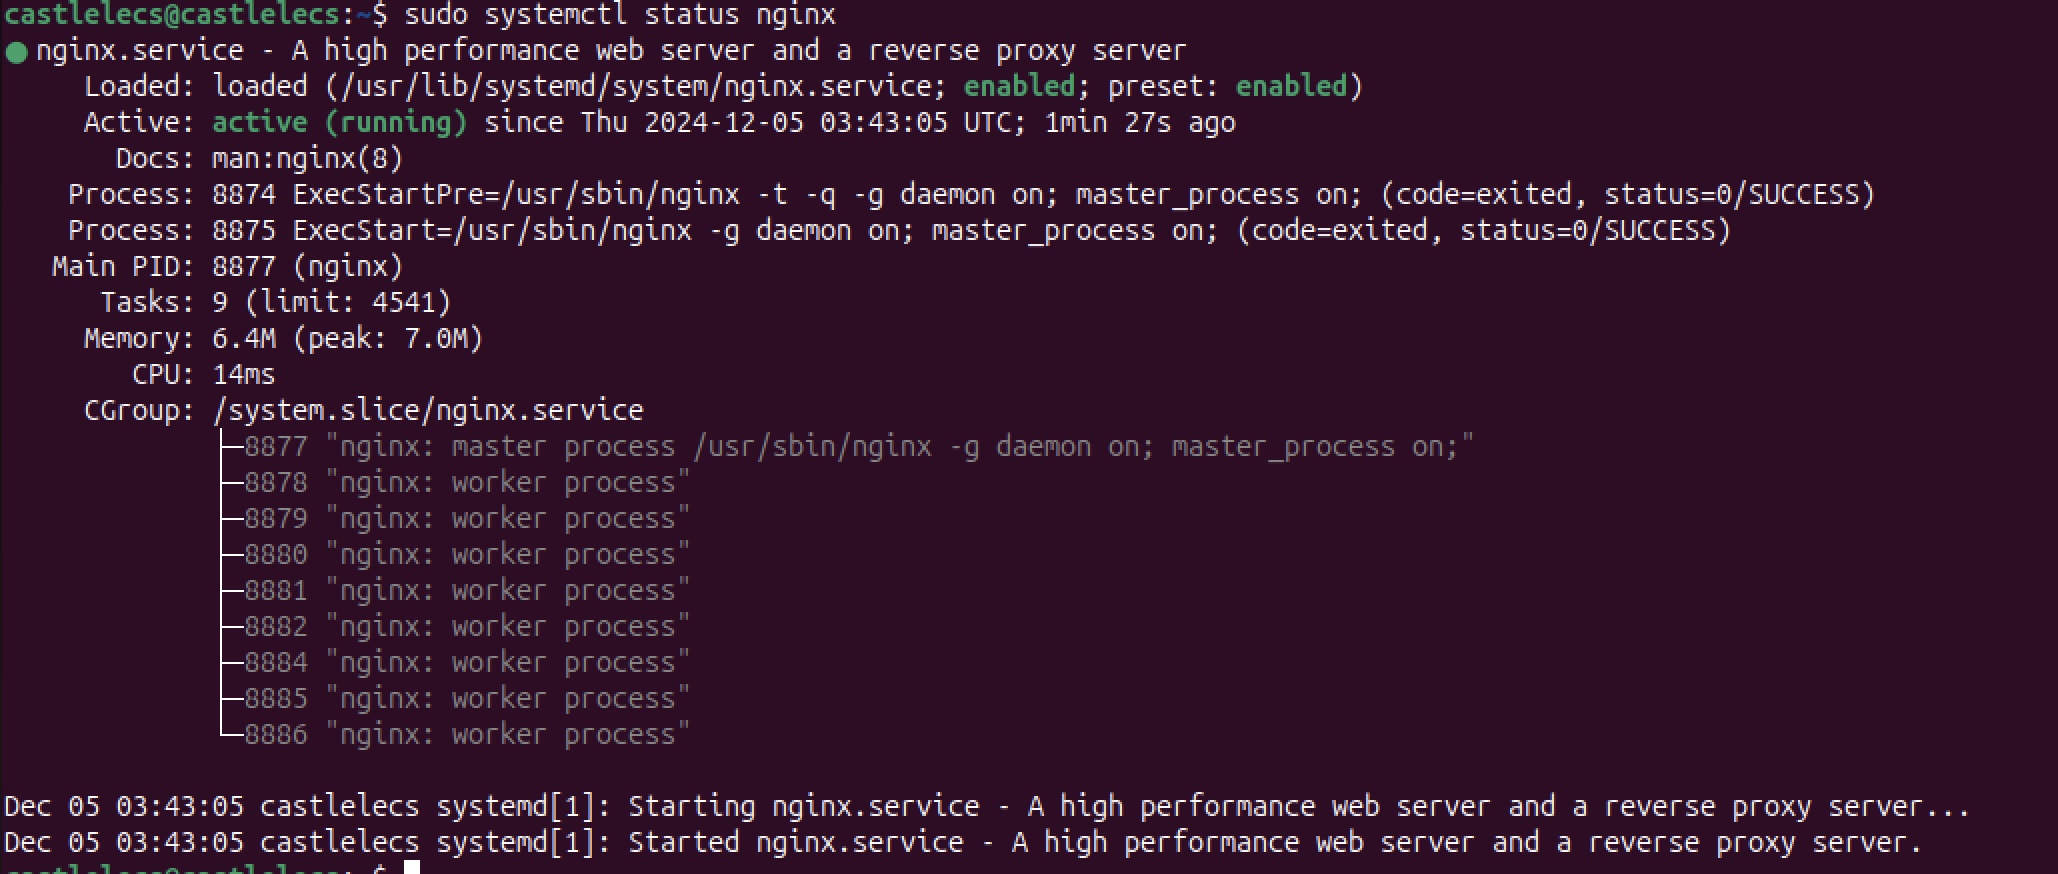 castlelecs@castlelecs:~$ sudo systemctl status nginx
● nginx.service - A high performance web server and a reverse proxy server
     Loaded: loaded (/usr/lib/systemd/system/nginx.service; enabled; preset: enabled)
     Active: active (running) since Thu 2024-12-05 03:43:05 UTC; 1min 27s ago
       Docs: man:nginx(8)
    Process: 8874 ExecStartPre=/usr/sbin/nginx -t -q -g daemon on; master_process on; (code=exited, status=0/SUCCESS)
    Process: 8875 ExecStart=/usr/sbin/nginx -g daemon on; master_process on; (code=exited, status=0/SUCCESS)
   Main PID: 8877 (nginx)
      Tasks: 9 (limit: 4541)
     Memory: 6.4M (peak: 7.0M)
        CPU: 14ms
     CGroup: /system.slice/nginx.service
             ├─8877 "nginx: master process /usr/sbin/nginx -g daemon on; master_process on;"
             ├─8878 "nginx: worker process"
             ├─8879 "nginx: worker process"
             ├─8880 "nginx: worker process"
             ├─8881 "nginx: worker process"
             ├─8882 "nginx: worker process"
             ├─8884 "nginx: worker process"
             ├─8885 "nginx: worker process"
             └─8886 "nginx: worker process"

Dec 05 03:43:05 castlelecs systemd[1]: Starting nginx.service - A high performance web server and a reverse proxy server...
Dec 05 03:43:05 castlelecs systemd[1]: Started nginx.service - A high performance web server and a reverse proxy server.